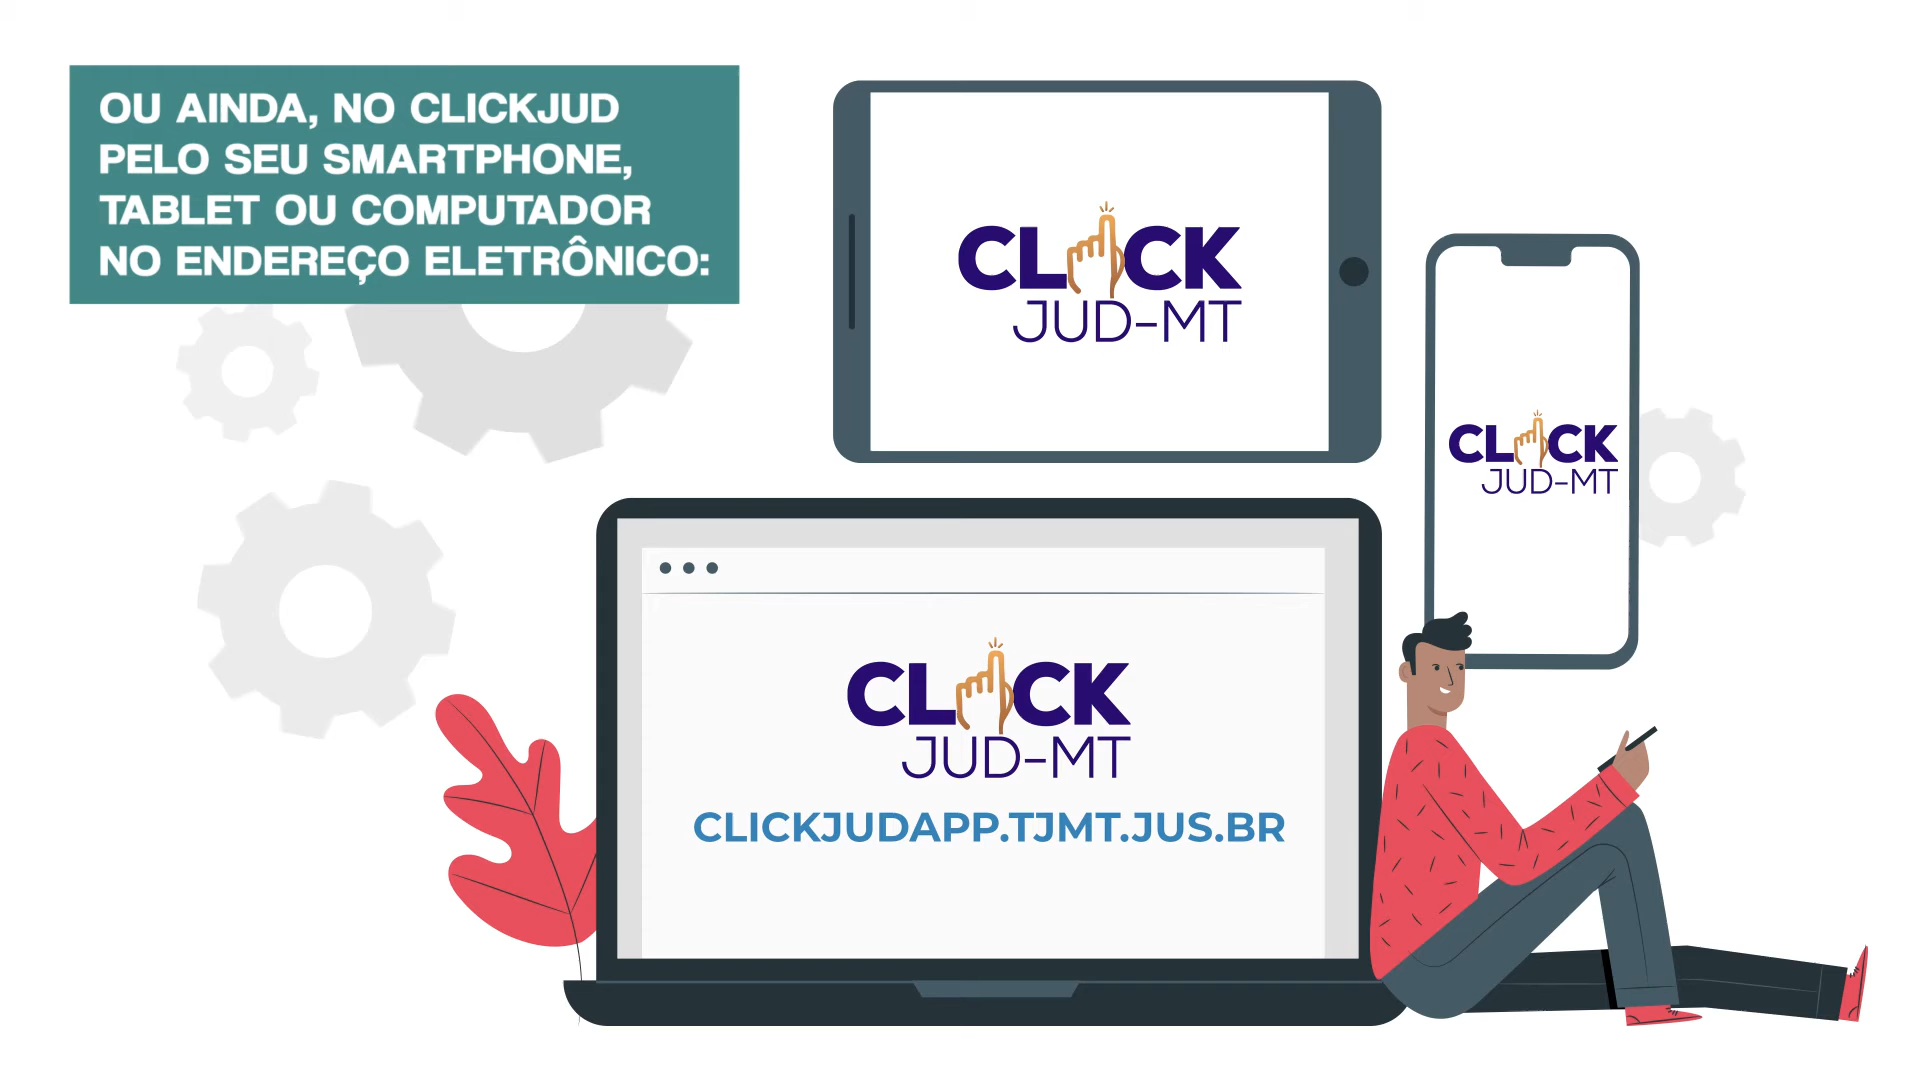 OU AINDA, NO CLICKJUD
PELO SEU SMARTPHONE,
TABLET OU COMPUTADOR
NO ENDEREÇO ELETRÔNICO:
CLICK
JUD-MT
CLICK
JUD-MT
CLICK
JUD-MT
CLICKJUDAPP.TJMT.JUS.BR